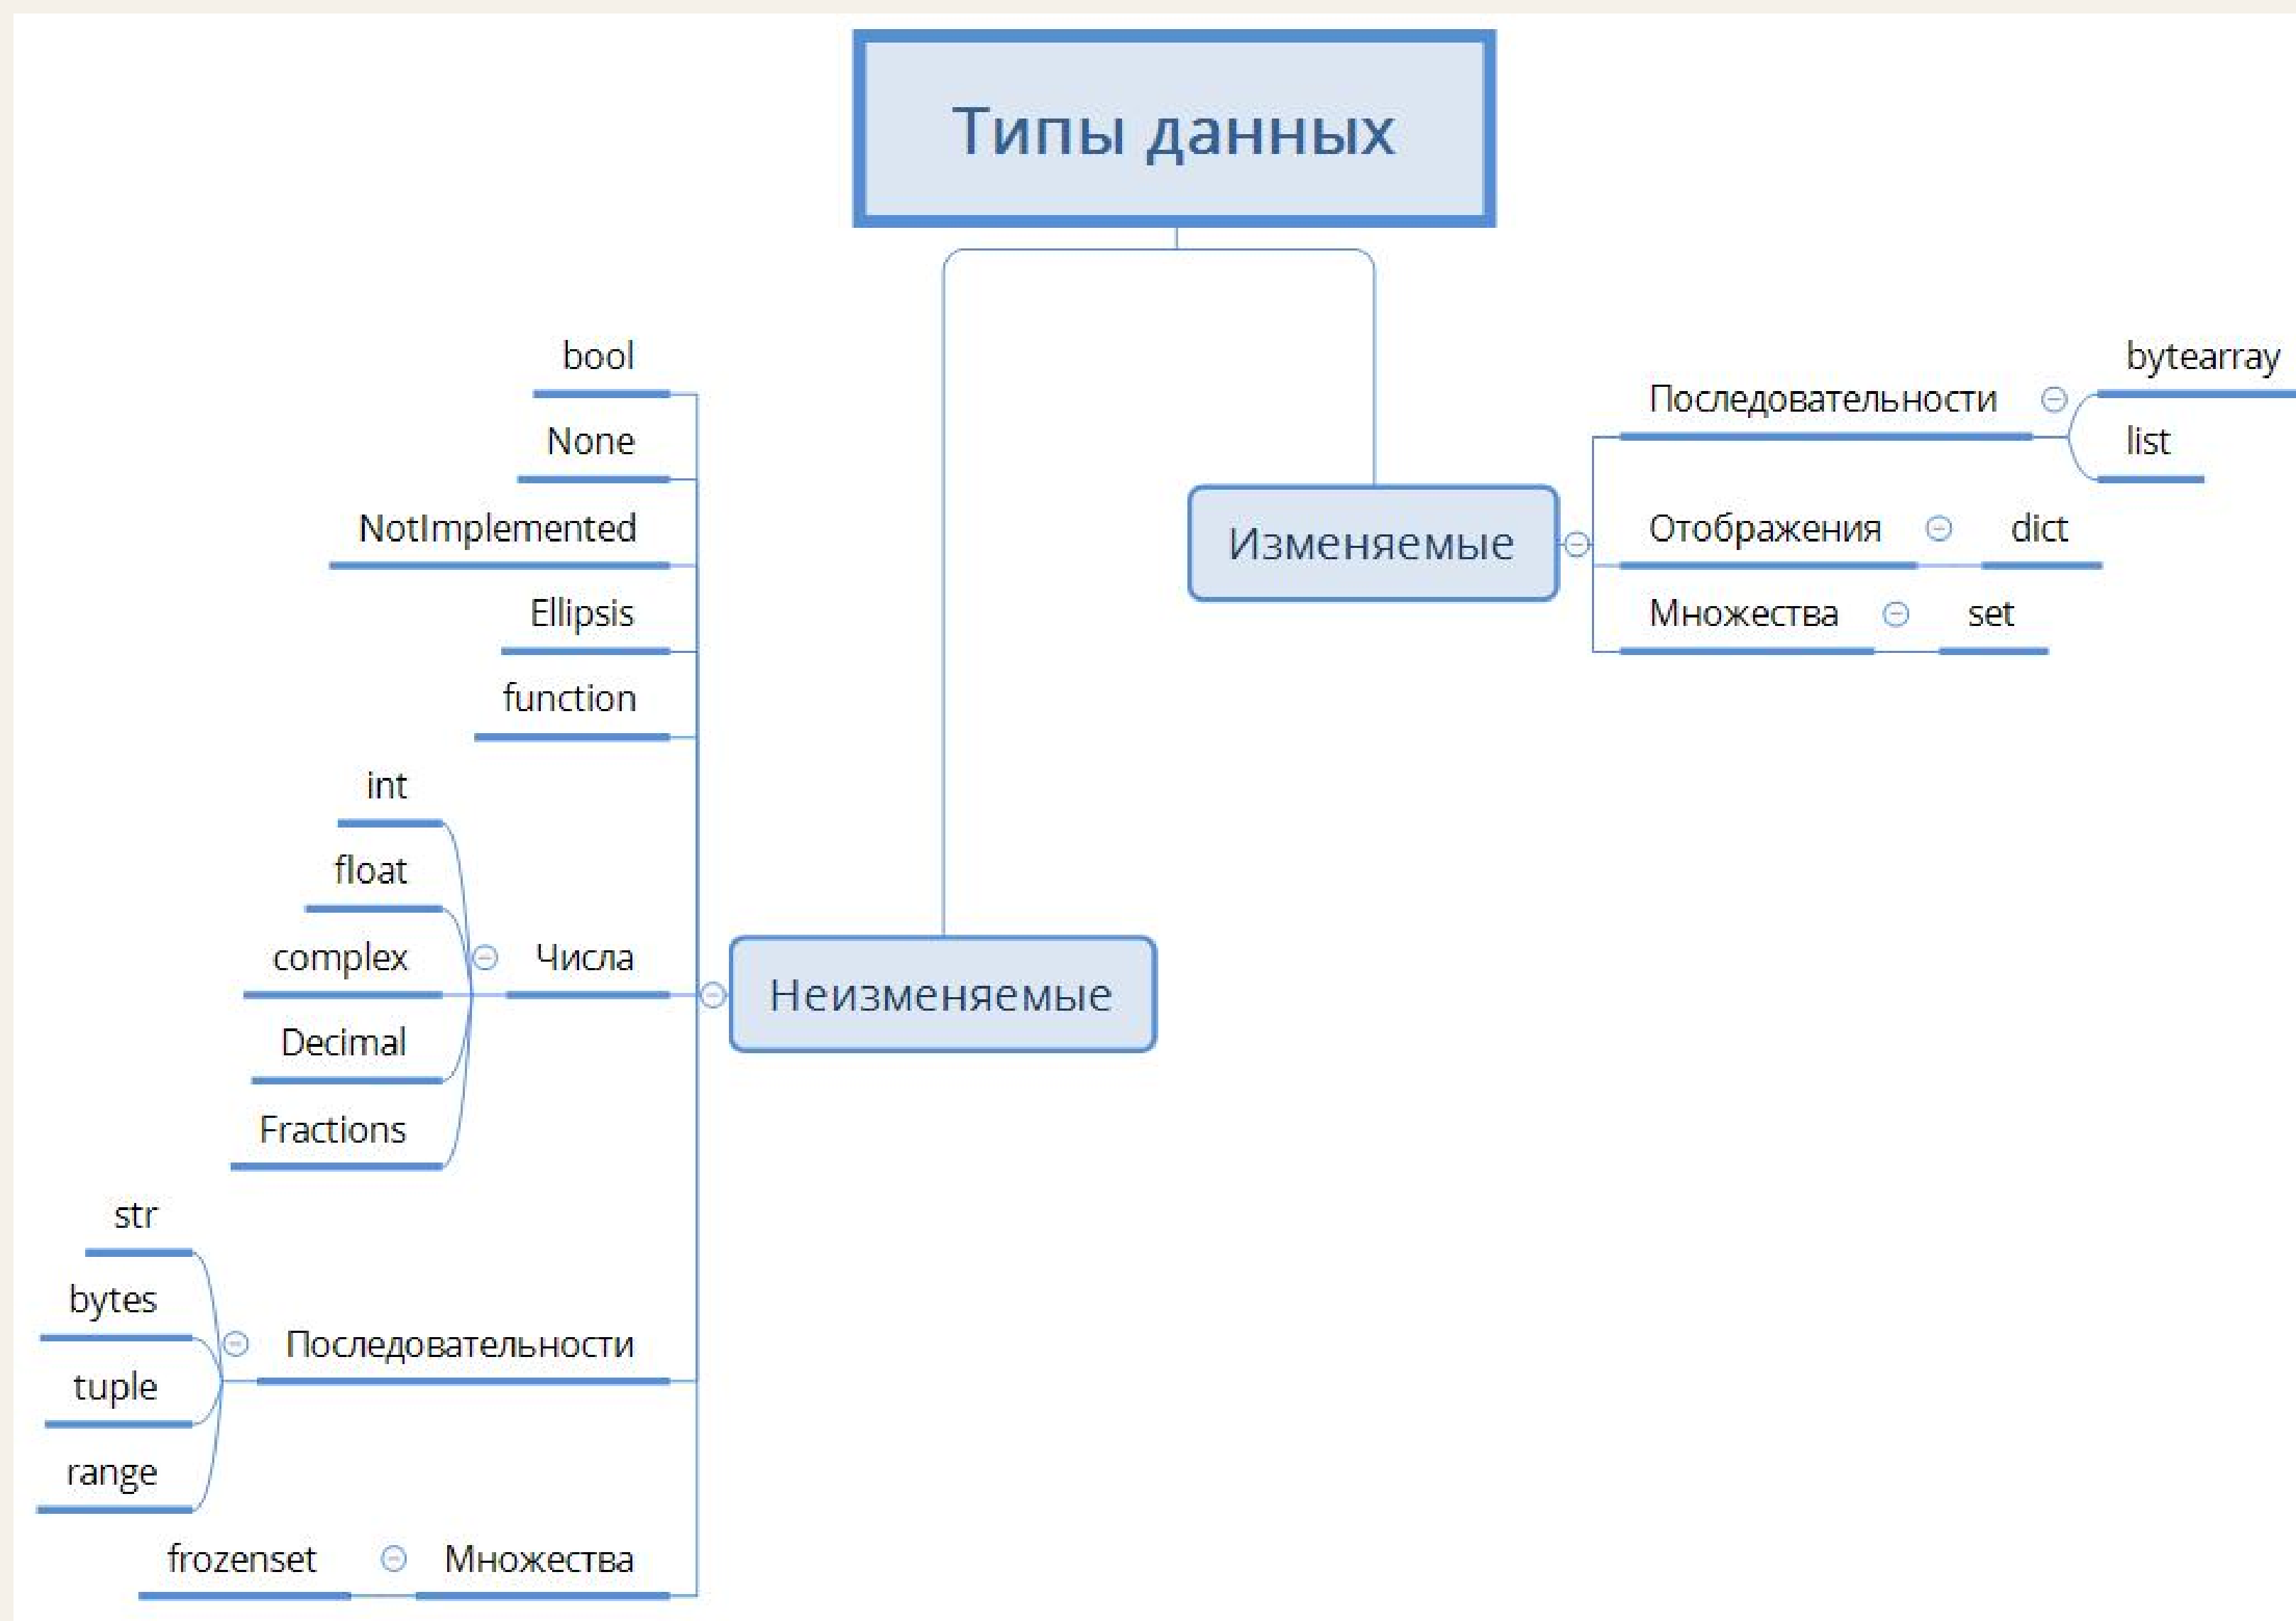 Типы данных
bool
None
NotImplemented
Ellipsis
function
int
float
complex
Decimal
Fractions
Числа
str
bytes
tuple
range
Последовательности
frozenset
Множества
Неизменяемые
Изменяемые
Последовательности
bytearray
list
Отображения
dict
Множества
set